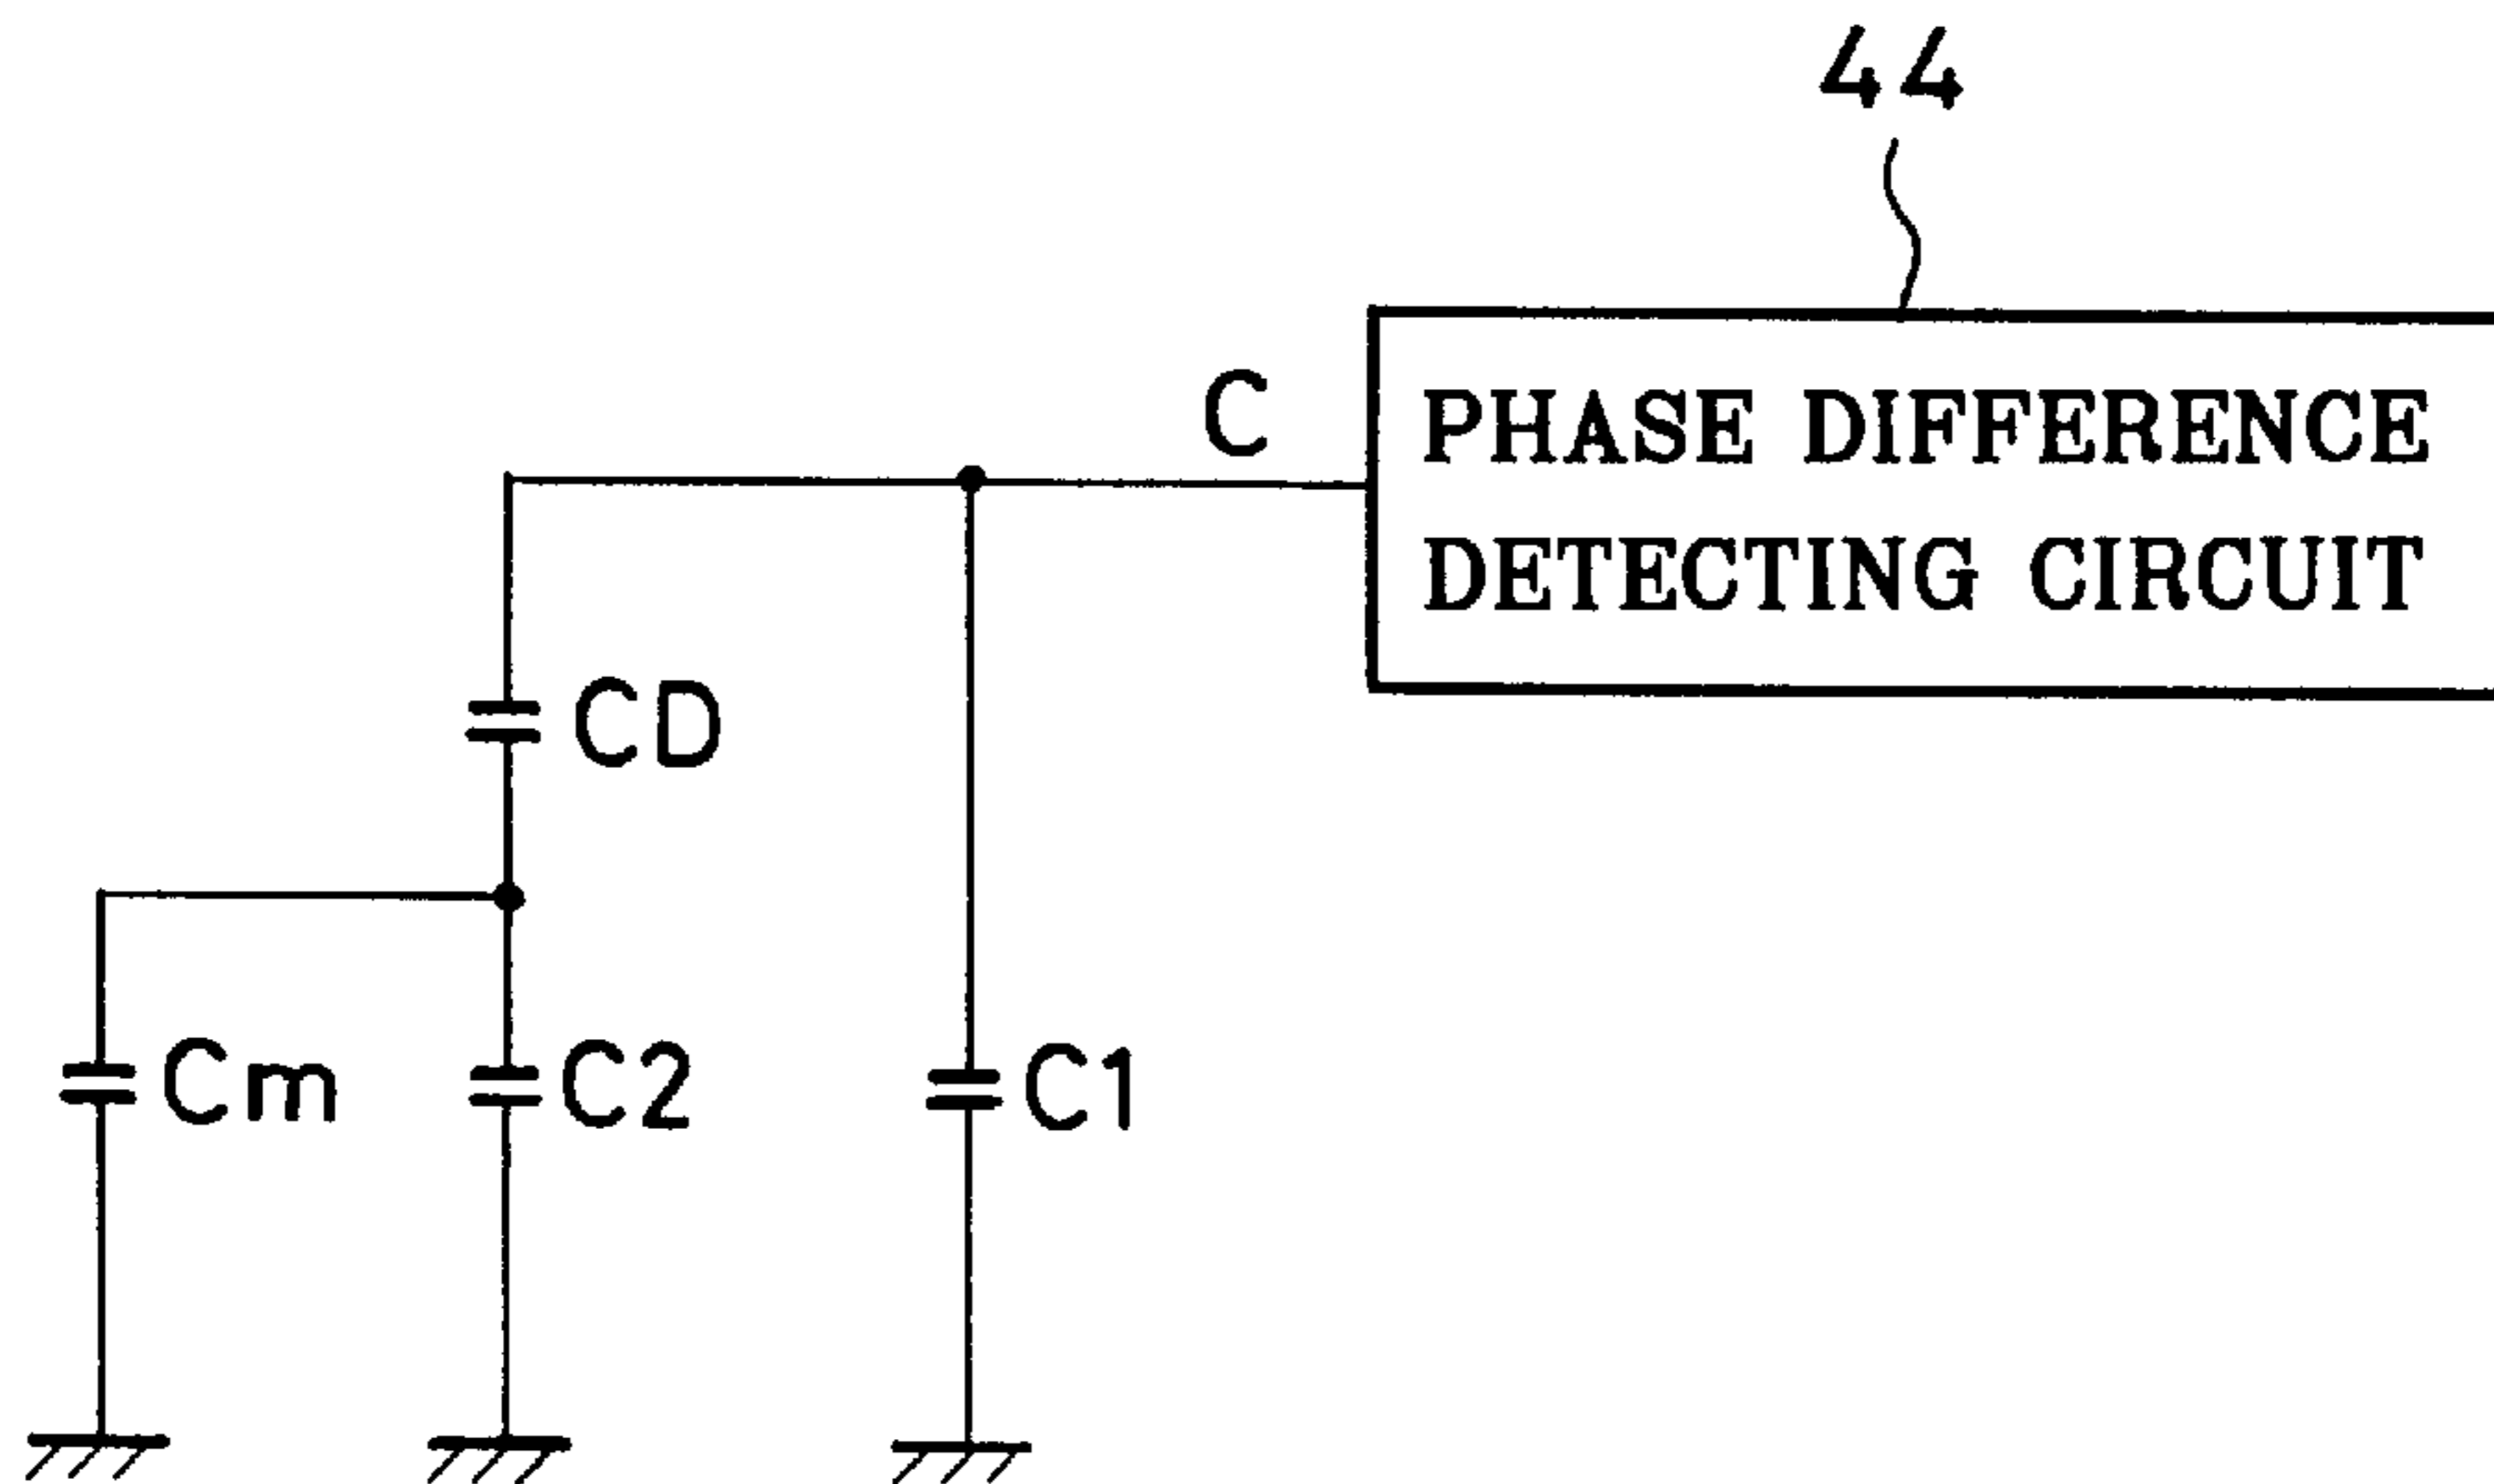 44
C
PHASE DIFFERENCE
DETECTING CIRCUIT
CD
Cm
C2
C1